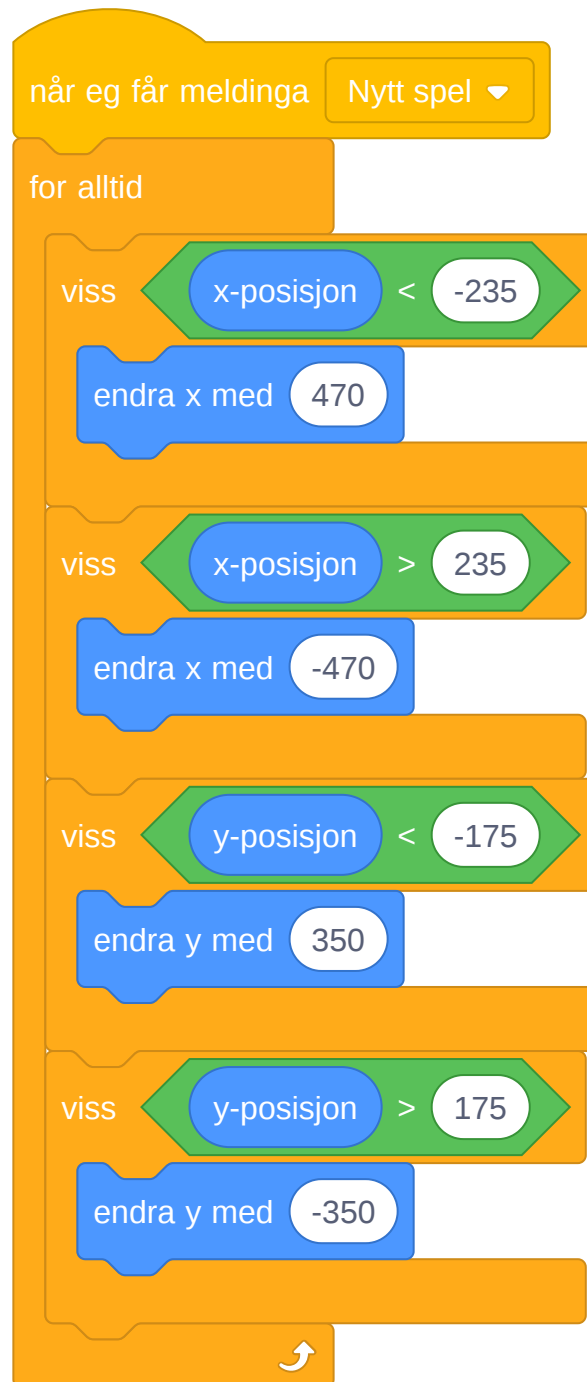 når eg får meldinga Nytt spel
for alltid
viss x-posisjon < -235
endra x med 470
viss x-posisjon > 235
endra x med -470
viss y-posisjon < -175
endra y med 350
viss y-posisjon > 175
endra y med -350